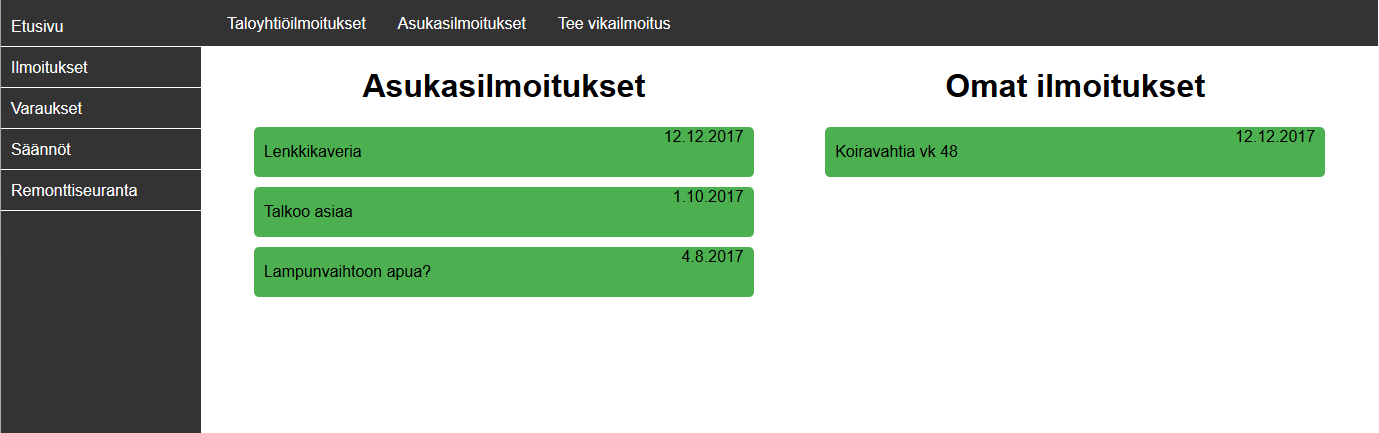 Etusivu
Ilmoitukset
Varaukset
Säännöt
Remonttiseuranta
Taloyhtiöilmoitukset Asukasilmoitukset Tee vikailmoitus
Asukasilmoitukset
12.12.2017
Lenkkikaveria
1.10.2017
Talkoo asiaa
4.8.2017
Lampunvaihtoon apua?
Omat ilmoitukset
12.12.2017
Koiravahtia vk 48